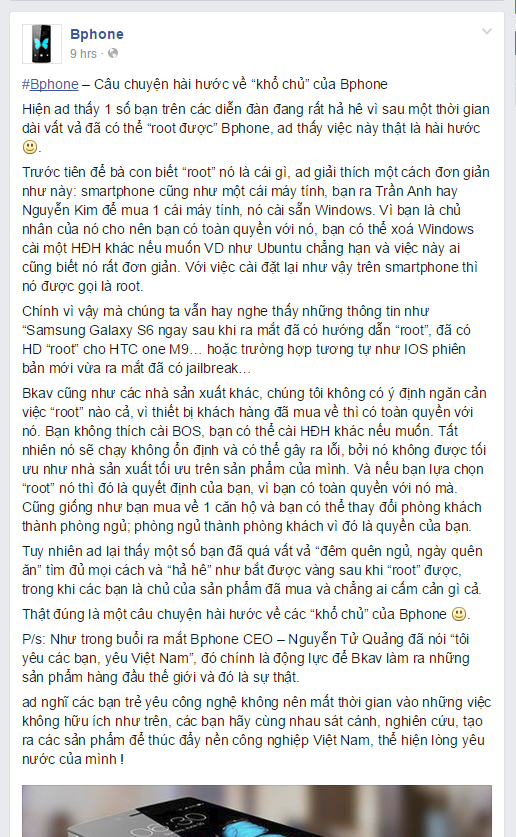 Bphone
9 hrs ·
#Bphone – Câu chuyện hài hước về “khổ chủ” của Bphone
Hiện ad thấy 1 số bạn trên các diễn đàn đang rất hả hê vì sau một thời gian
dài vất vả đã có thể “root được” Bphone, ad thấy việc này thật là hài hước
.
Trước tiên để bà con biết “root” nó là cái gì, ad giải thích một cách đơn giản
như này: smartphone cũng như một cái máy tính, bạn ra Trần Anh hay
Nguyễn Kim để mua 1 cái máy tính, nó cài sẵn Windows. Vì bạn là chủ
nhân của nó cho nên bạn có toàn quyền với nó, bạn có thể xoá Windows
cài một HĐH khác nếu muốn VD như Ubuntu chẳng hạn và việc này ai
cũng biết nó rất đơn giản. Với việc cài đặt lại như vậy trên smartphone thì
nó được gọi là root.
Chính vì vậy mà chúng ta vẫn hay nghe thấy những thông tin như
“Samsung Galaxy S6 ngay sau khi ra mắt đã có hướng dẫn “root”, đã có
HD “root” cho HTC one M9… hoặc trường hợp tương tự như IOS phiên
bản mới vừa ra mắt đã có jailbreak…
Bkav cũng như các nhà sản xuất khác, chúng tôi không có ý định ngăn cản
việc “root” nào cả, vì thiết bị khách hàng đã mua về thì có toàn quyền với
nó. Bạn không thích cài BOS, bạn có thể cài HĐH khác nếu muốn. Tất
nhiên nó sẽ chạy không ổn định và có thể gây ra lỗi, bởi nó không được tối
ưu như nhà sản xuất tối ưu trên sản phẩm của mình. Và nếu bạn lựa chọn
“root” nó thì đó là quyết định của bạn, vì bạn có toàn quyền với nó mà.
Cũng giống như bạn mua về 1 căn hộ và bạn có thể thay đổi phòng khách
thành phòng ngủ; phòng ngủ thành phòng khách vì đó là quyền của bạn.
Tuy nhiên ad lại thấy một số bạn đã quá vất vả “đêm quên ngủ, ngày quên
ăn” tìm đủ mọi cách và “hả hê” như bắt được vàng sau khi “root” được,
trong khi các bạn là chủ của sản phẩm đã mua và chẳng ai cấm cản gì cả.
Thật đúng là một câu chuyện hài hước về các “khổ chủ” của Bphone .
P/s: Như trong buổi ra mắt Bphone CEO – Nguyễn Tử Quảng đã nói “tôi
yêu các bạn, yêu Việt Nam”, đó chính là động lực để Bkav làm ra những
sản phẩm hàng đầu thế giới và đó là sự thật.
ad nghĩ các bạn trẻ yêu công nghệ không nên mất thời gian vào những việc
không hữu ích như trên, các bạn hãy cùng nhau sát cánh, nghiên cứu, tạo
ra các sản phẩm để thúc đẩy nền công nghiệp Việt Nam, thể hiện lòng yêu
nước của mình !